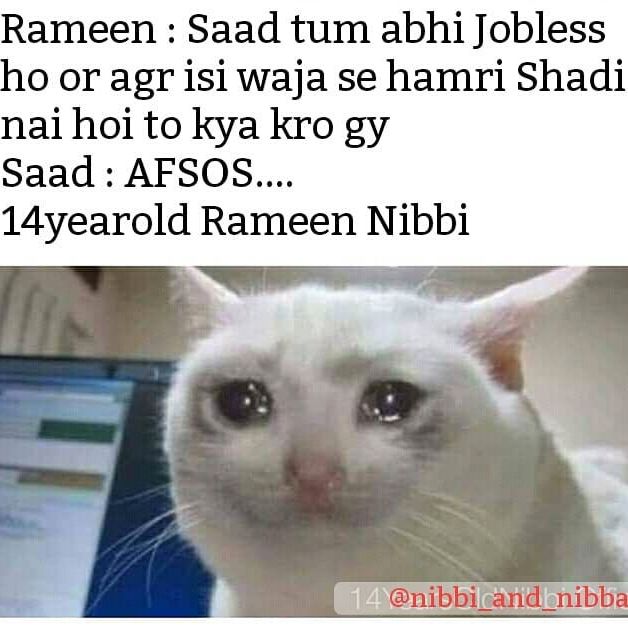 Rameen : Saad tum abhi Jobless
ho or agr isi waja se hamri Shadi
nai hoi to kya kro gy
Saad : AFSOS....
14yearold Rameen Nibbi
@nibbi_and_nibba